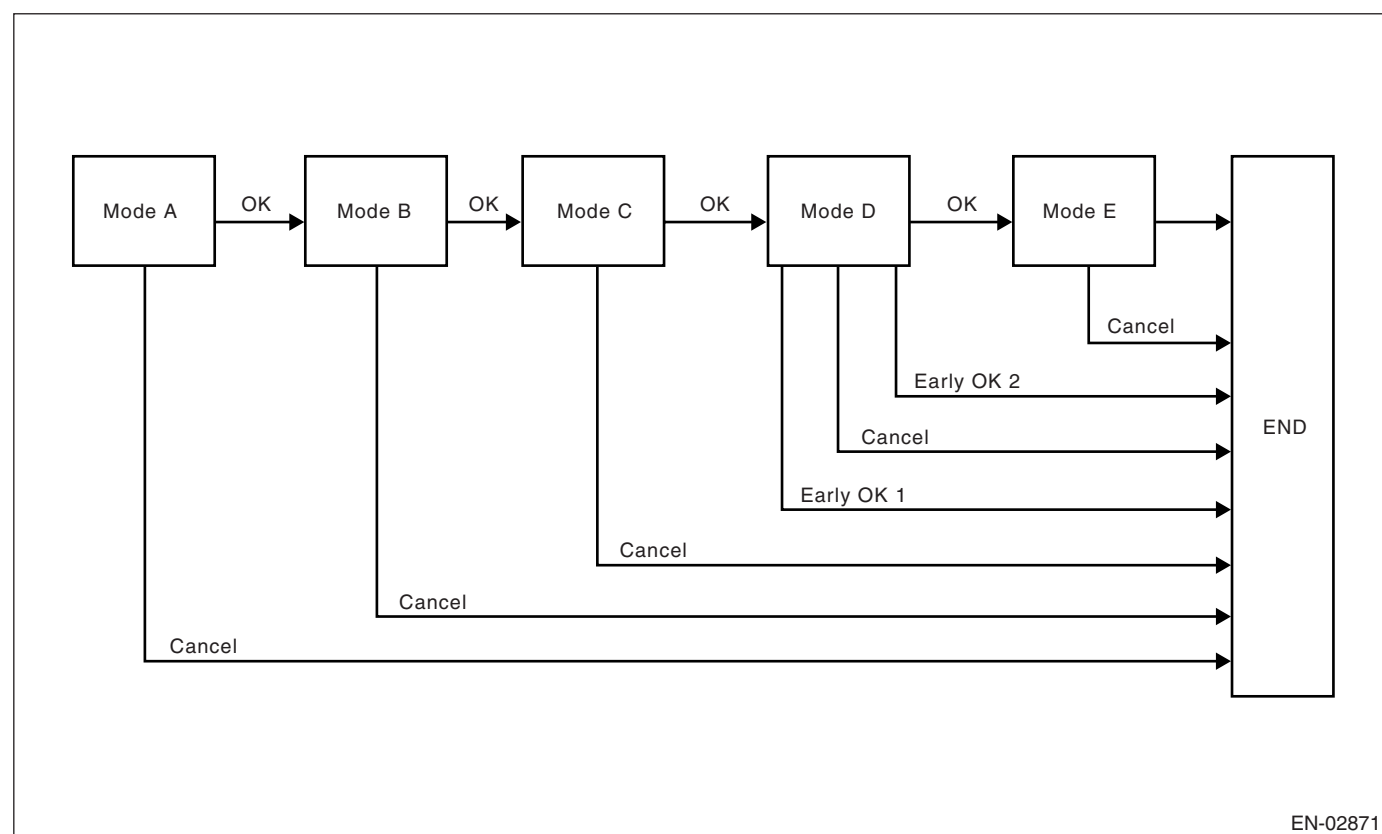 Mode A
OK
Mode B
OK
Mode C
OK
Mode D
OK
Mode E
Cancel
Early OK 2
END
Cancel
Early OK 1
Cancel
Cancel
Cancel
EN-02871